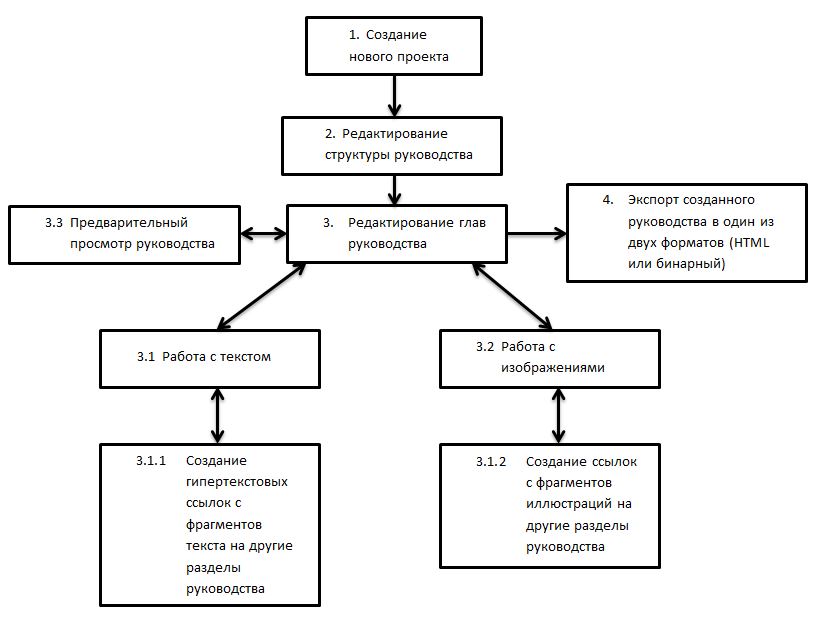 1. Создание
нового проекта
2. Редактирование
структуры руководства
3.3 Предварительный
просмотр руководства
3. Редактирование глав
руководства
4. Экспорт созданного
руководства в один из
двух форматов (HTML
или бинарный)
3.1 Работа с текстом
3.2 Работа с
изображениями
3.1.1 Создание
гипертекстовых
ссылок с
фрагментов
текста на другие
разделы
руководства
3.1.2 Создание ссылок
с фрагментов
иллюстраций на
другие разделы
руководства